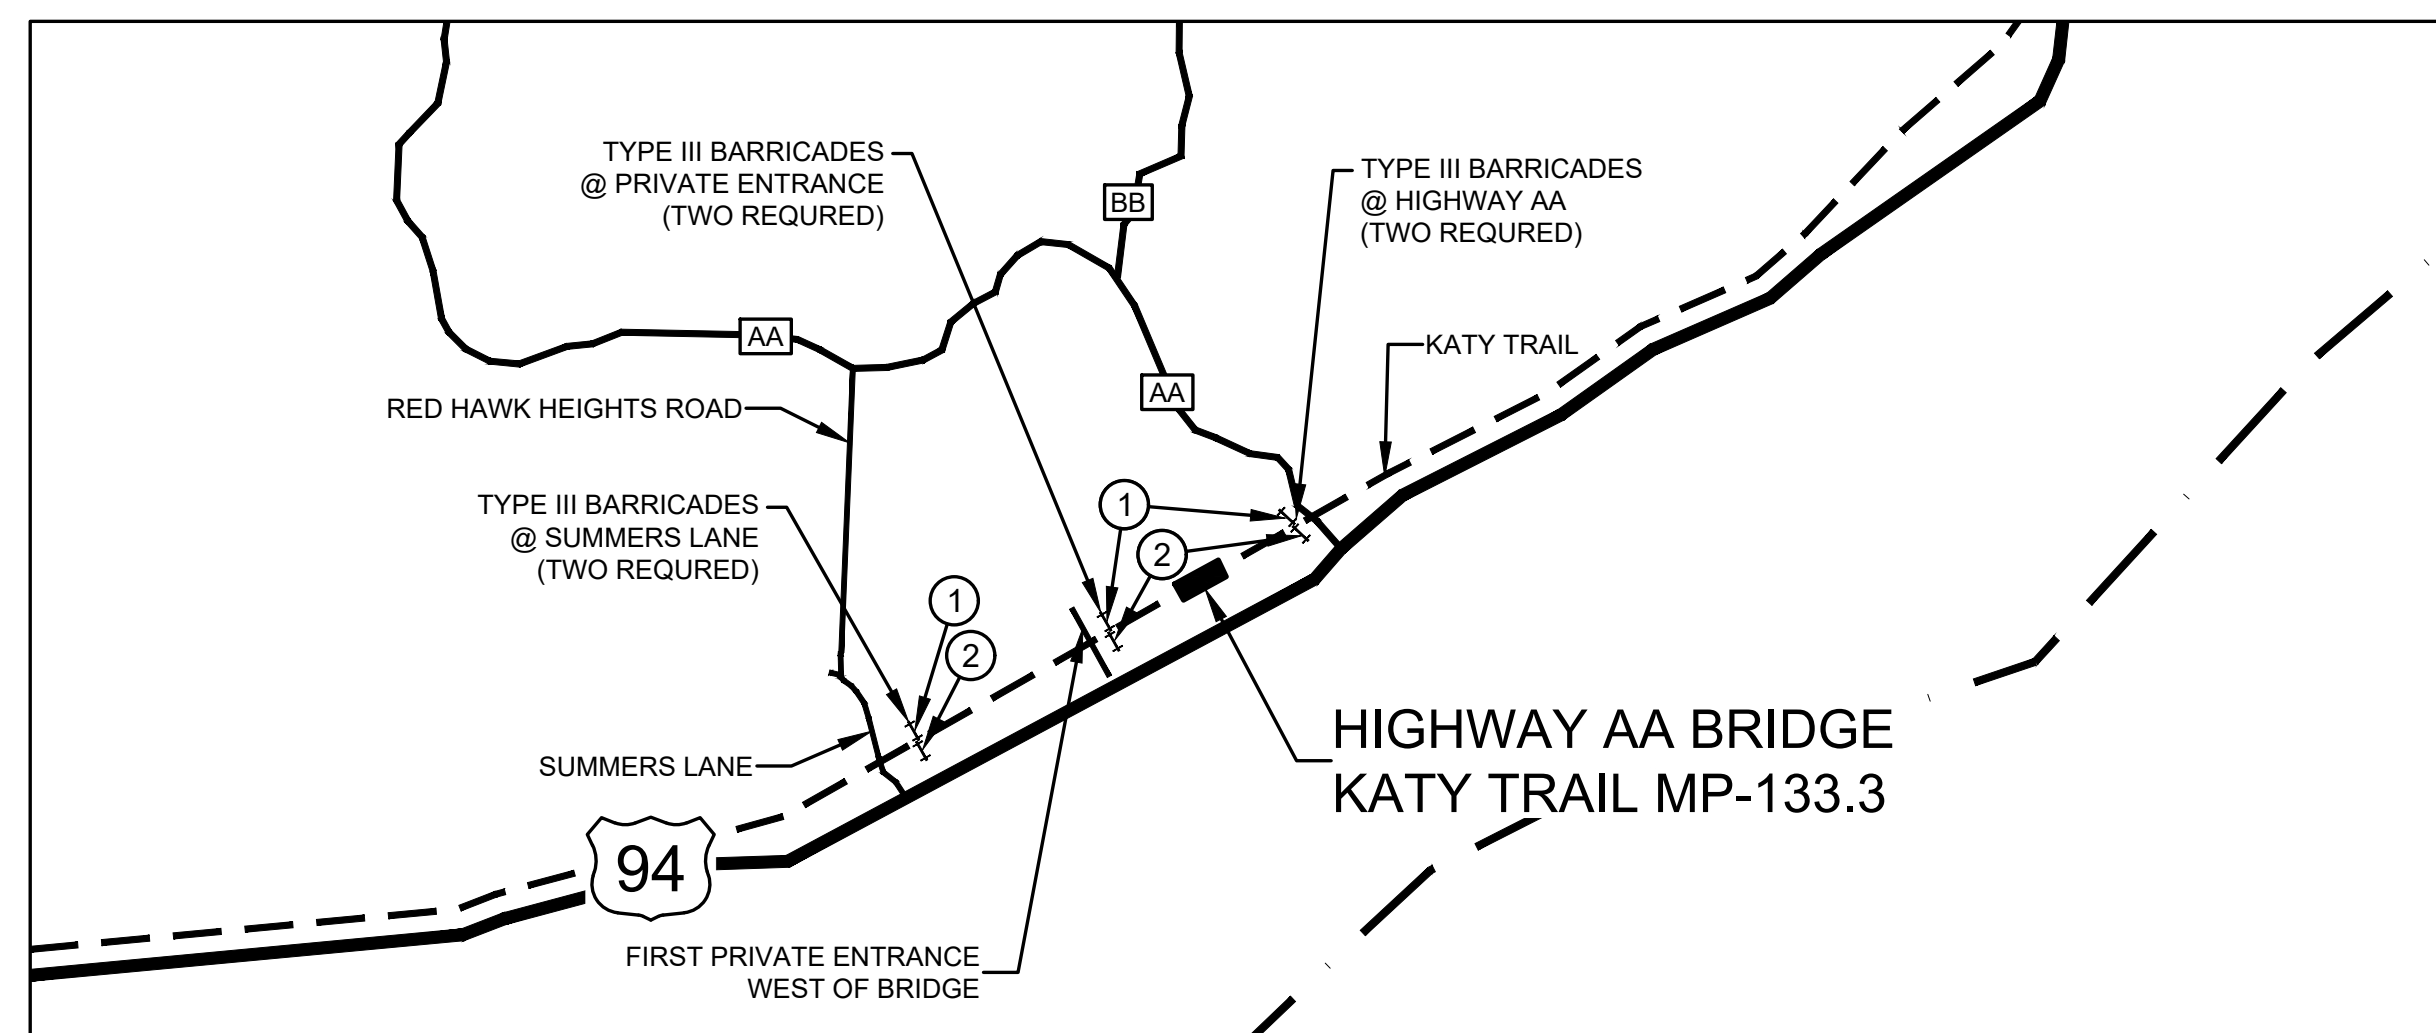 TYPE III BARRICADES
@ PRIVATE ENTRANCE
(TWO REQURED)
BB
TYPE III BARRICADES
@ HIGHWAY AA
(TWO REQURED)
AA
KATY TRAIL
AA
RED HAWK HEIGHTS ROAD
TYPE III BARRICADES
@ SUMMERS LANE
(TWO REQURED)
1
2
1
2
SUMMERS LANE
HIGHWAY AA BRIDGE
KATY TRAIL MP-133.3
94
FIRST PRIVATE ENTRANCE
WEST OF BRIDGE